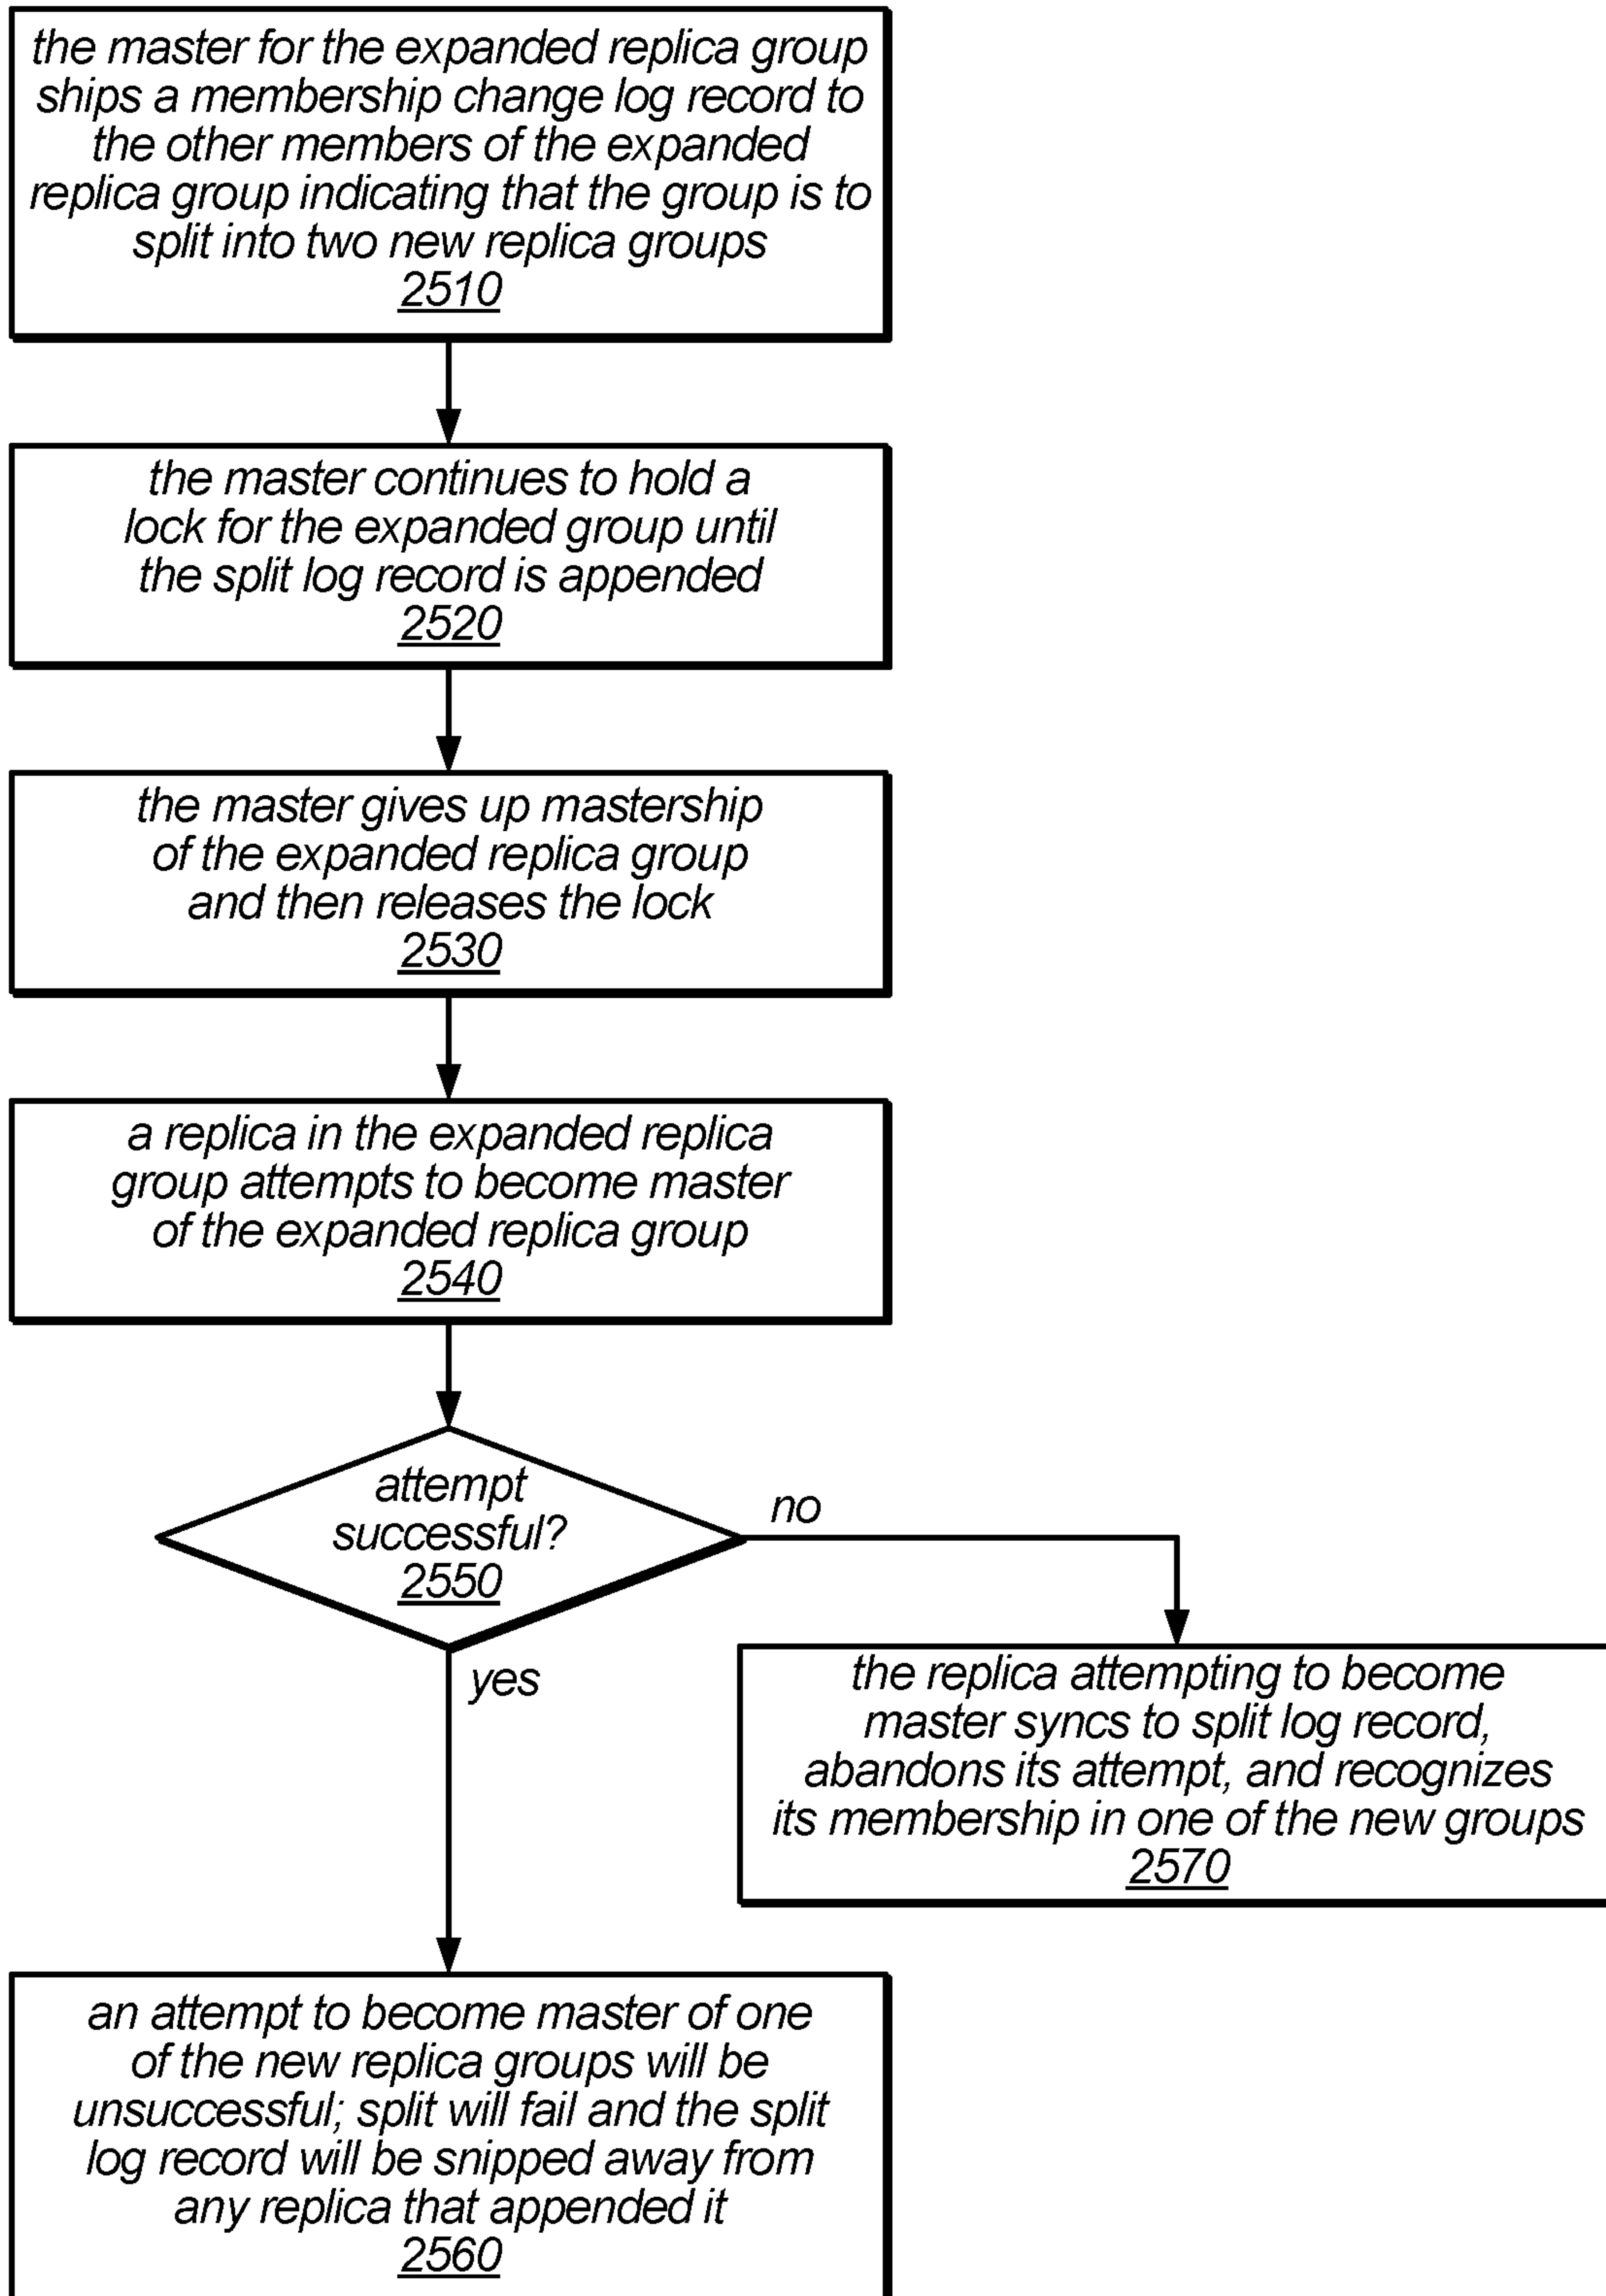 the master for the expanded replica group
ships a membership change log record to
the other members of the expanded
replica group indicating that the group is to
split into two new replica groups
2510
the master continues to hold a
lock for the expanded group until
the split log record is appended
2520
the master gives up mastership
of the expanded replica group
and then releases the lock
2530
a replica in the expanded replica
group attempts to become master
of the expanded replica group
2540
attempt
successful?
2550
no
yes
the replica attempting to become
master syncs to split log record,
abandons its attempt, and recognizes
its membership in one of the new groups
2570
an attempt to become master of one
of the new replica groups will be
unsuccessful; split will fail and the split
log record will be snipped away from
any replica that appended it
2560